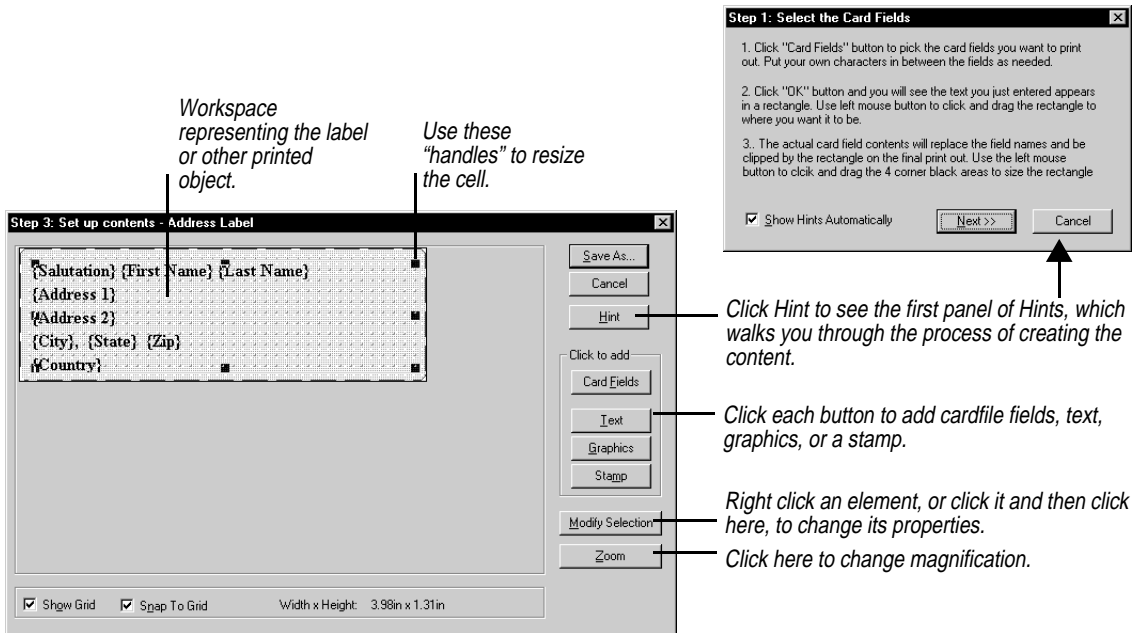 Step 1: Select the Card Fields
1. Click "Card Fields" button to pick the card fields you want to print
out. Put your own characters in between the fields as needed.
2. Click "OK" button and you will see the text you just entered appears
in a rectangle. Use left mouse button to click and drag the rectangle to
where you want it to be.
3.. The actual card field contents will replace the field names and be
clipped by the rectangle on the final print out. Use the left mouse
button to clcik and drag the 4 corner black areas to size the rectangle
Show Hints Automatically
Next >>
Cancel
Workspace
representing the label
or other printed
object.
Use these
“handles” to resize
the cell.
Step 3: Set up contents - Address Label
{Salutation} {First Name} {Last Name}
{Address 1}
{Address 2}
{City}, {State} {Zip}
{Country}
Save As...
Cancel
Hint
Click to add
Card Fields
Text
Graphics
Stamp
Modify Selection
Zoom
Show Grid
Snap To Grid
Width x Height: 3.98in x 1.31in
Click Hint to see the first panel of Hints, which
walks you through the process of creating the
content.
Click each button to add cardfile fields, text,
graphics, or a stamp.
Right click an element, or click it and then click
here, to change its properties.
Click here to change magnification.